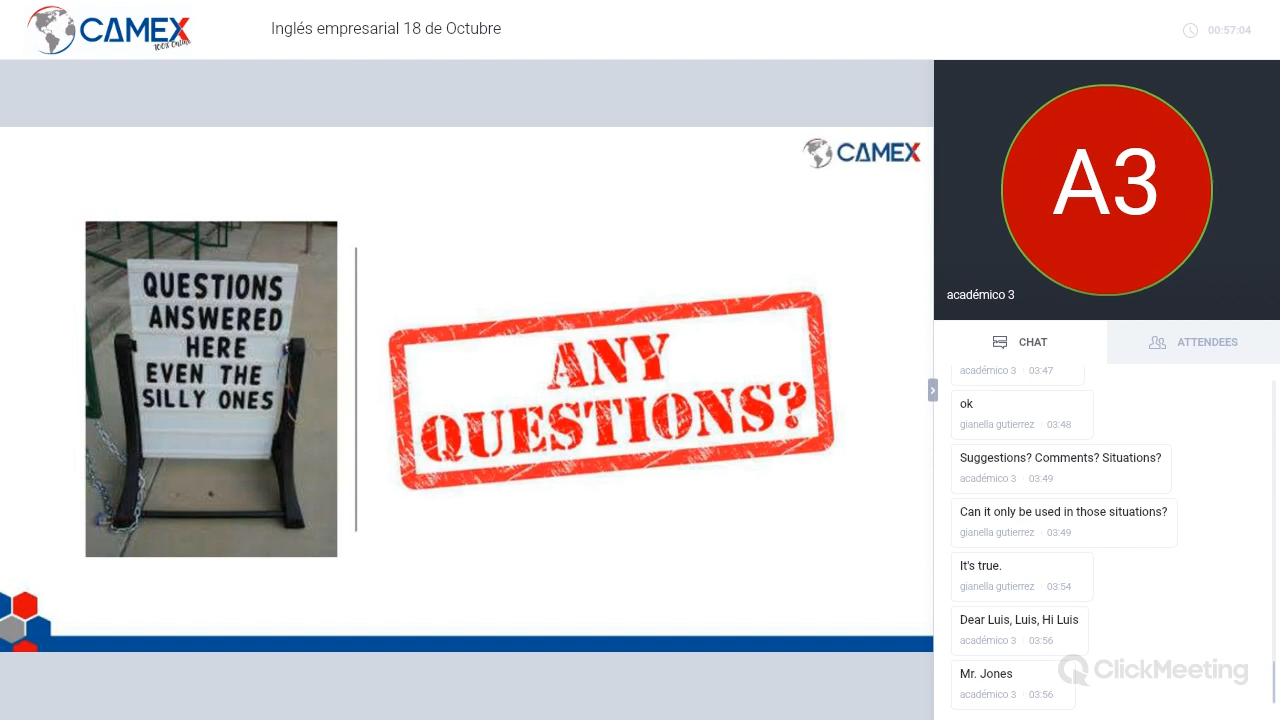 CAMEX
100% Online
Inglés empresarial 18 de Octubre
00:57:04
CAMEX
QUESTIONS
ANSWERED
HERE
EVEN THE
SILLY ONES
ANY
QUESTIONS?
A3
académico 3
CHAT
ATTENDEES
académico 3 · 03:47
ok
gianella gutierrez · 03:48
Suggestions? Comments? Situations?
académico 3 · 03:49
Can it only be used in those situations?
gianella gutierrez · 03:49
It's true.
gianella gutierrez · 03:54
Dear Luis, Luis, Hi Luis
académico 3 · 03:56
Mr. Jones
académico 3 · 03:56
ClickMeeting